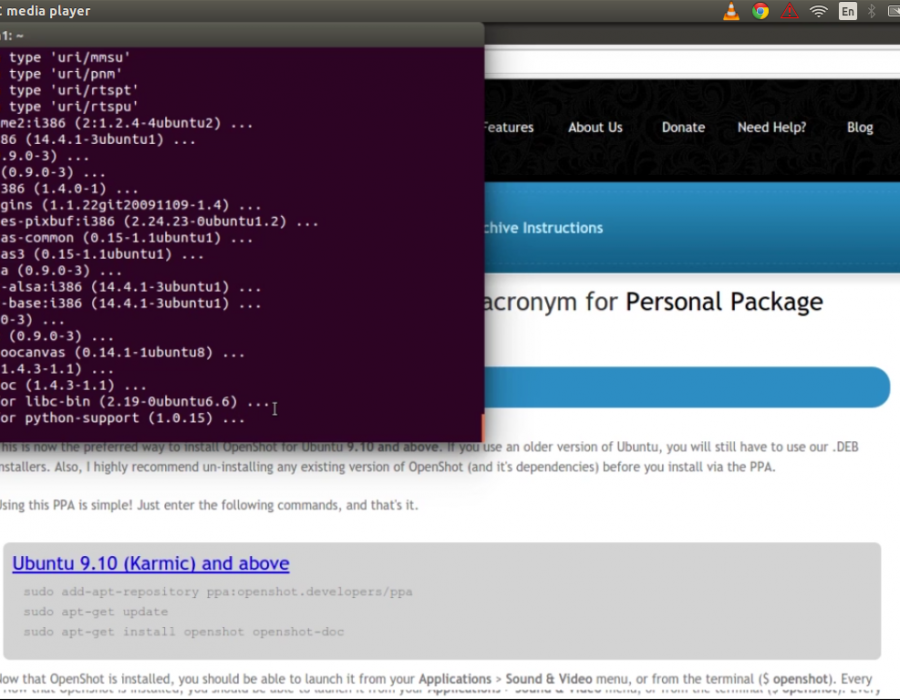 media player
1: ~
type 'uri/mmsu'
type 'uri/pnm'
type 'uri/rtspt'
type 'uri/rtspu'
me2:i386 (2:1.2.4-4ubuntu2) ...
86 (14.4.1-3ubuntu1) ...
.9.0-3) ...
(0.9.0-3) ...
386 (1.4.0-1) ...
gins (1.1.22git20091109-1.4) ...
es-pixbuf:i386 (2.24.23-0ubuntu1.2) ...
as-common (0.15-1.1ubuntu1) ...
as3 (0.15-1.1ubuntu1) ...
a (0.9.0-3) ...
-alsa:i386 (14.4.1-3ubuntu1) ...
-base:i386 (14.4.1-3ubuntu1) ...
0-3) ...
(0.9.0-3) ...
oocanvas (0.14.1-1ubuntu8) ...
1.4.3-1.1) ...
oc (1.4.3-1.1) ...
or libc-bin (2.19-0ubuntu6.6) ...
or python-support (1.0.15) ...
En
Features About Us Donate Need Help? Blog
chive Instructions
acronym for Personal Package
his is now the preferred way to install OpenShot for Ubuntu 9.10 and above. If you use an older version of Ubuntu, you will still have to use our .DEB
nstallers. Also, I highly recommend un-installing any existing version of OpenShot (and it's dependencies) before you install via the PPA.
Using this PPA is simple! Just enter the following commands, and that's it.
Ubuntu 9.10 (Karmic) and above
sudo add-apt-repository ppa:openshot.developers/ppa
sudo apt-get update
sudo apt-get install openshot openshot-doc
Now that OpenShot is installed, you should be able to launch it from your Applications > Sound & Video menu, or from the terminal ($ openshot). Every